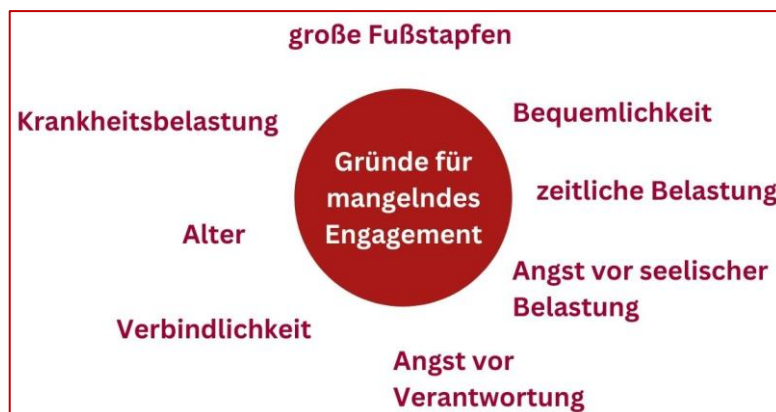 große Fußstapfen
Krankheitsbelastung
Bequemlichkeit
Gründe für
mangelndes
Engagement
zeitliche Belastung
Alter
Angst vor seelischer
Belastung
Verbindlichkeit
Angst vor
Verantwortung